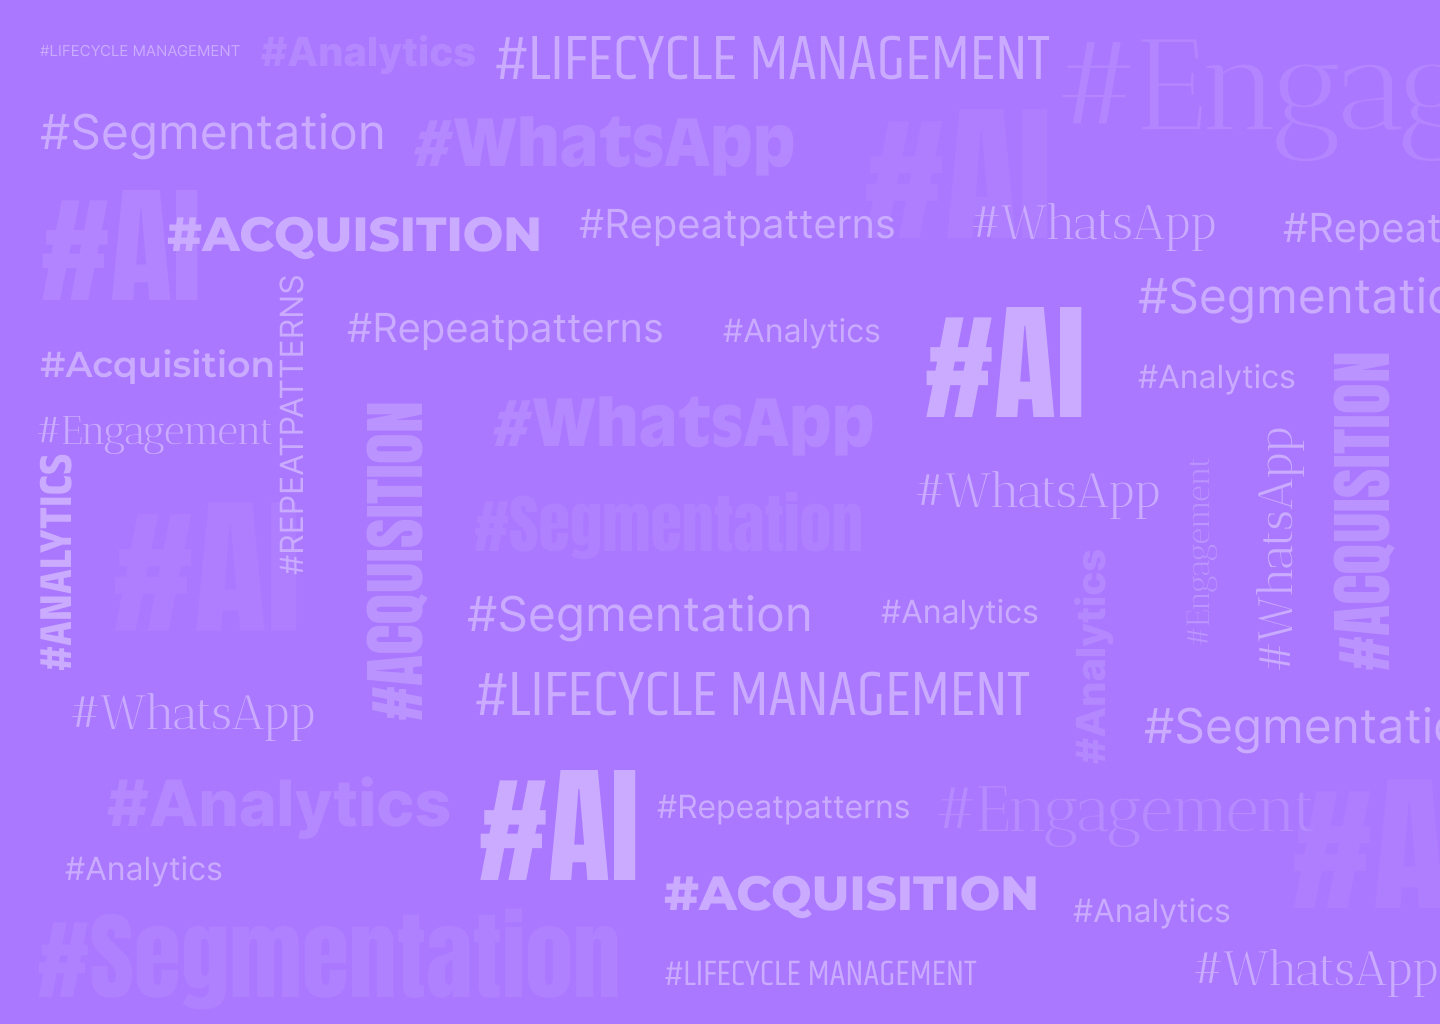 #LIFECYCLE MANAGEMENT
#Analytics
#LIFECYCLE MANAGEMENT
#Engag
#Segmentation
#WhatsApp
#AI
#AI
#ACQUISITION
#Repeatpatterns
#WhatsApp
#Repeat
#REPEATPATTERNS
#Segmentatio
#Repeatpatterns
#Analytics
#AI
#Acquisition
#Analytics
#ACQUISITION
#Engagement
#ACQUISITION
#WhatsApp
#WhatsApp
#ANALYTICS
#WhatsApp
#Engagement
#AI
#Segmentation
#Analytics
#Segmentation
#Analytics
#LIFECYCLE MANAGEMENT
#WhatsApp
#Segmentatio
#Analytics
#AI
#Repeatpatterns
#Engagement
#A
#Analytics
#ACQUISITION
#Analytics
#Segmentation
#LIFECYCLE MANAGEMENT
#WhatsApp